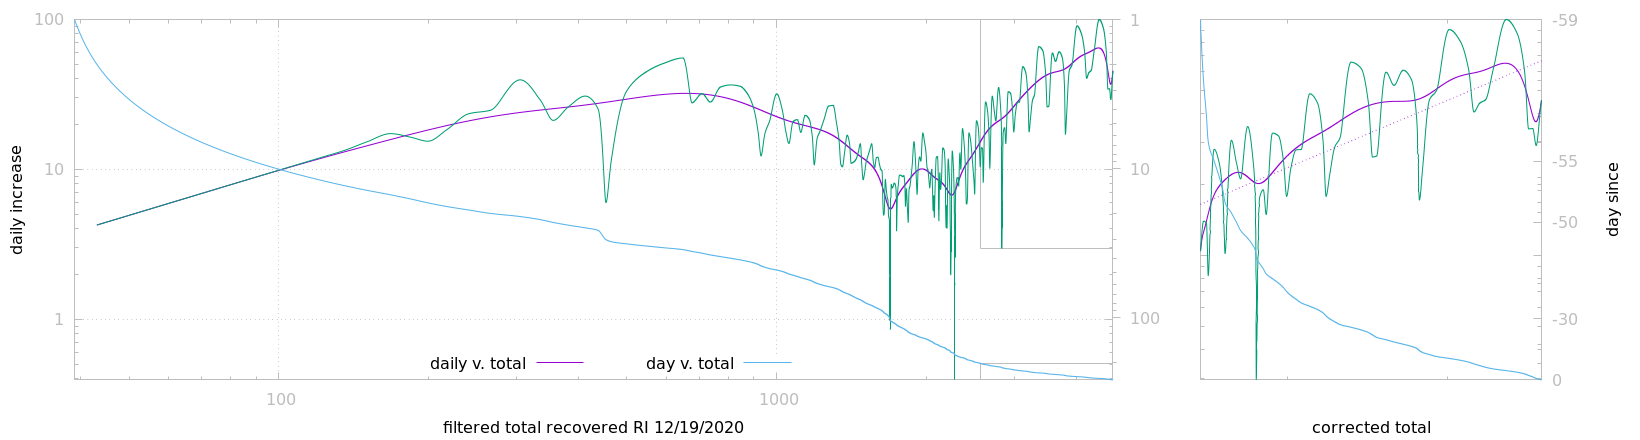 100
10
1
daily increase
daily v. total
day v. total
100
1000
filtered total recovered RI 12/19/2020
1
10
100
-59
-55
-50
-30
0
day since
corrected total